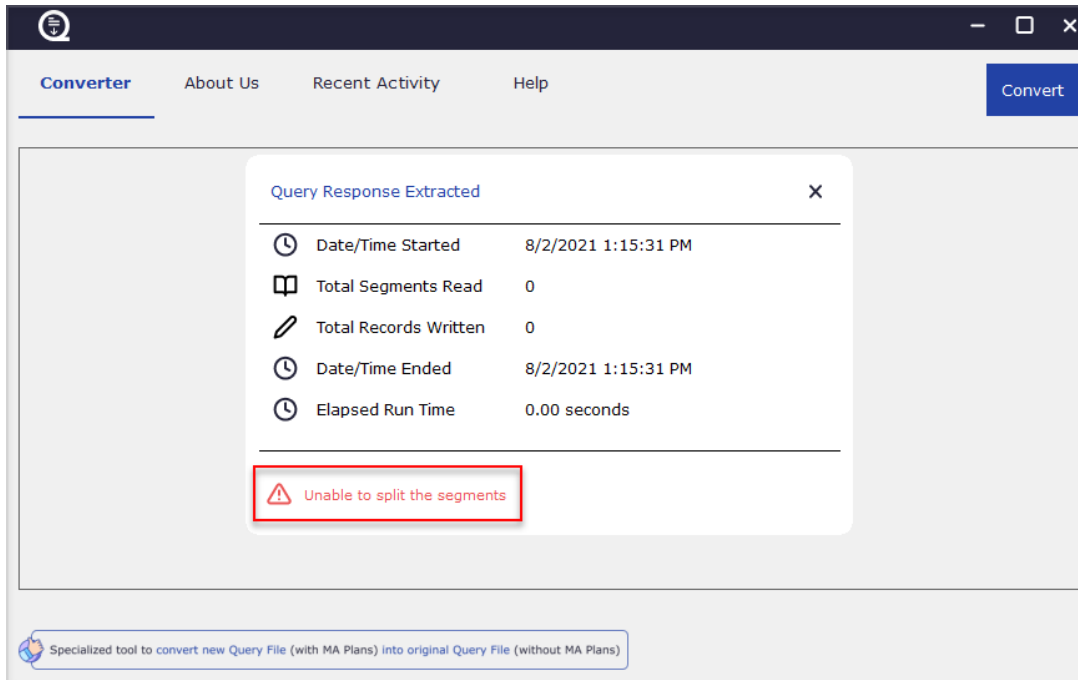 Converter About Us Recent Activity Help Convert
Query Response Extracted
Date/Time Started 8/2/2021 1:15:31 PM
Total Segments Read 0
Total Records Written 0
Date/Time Ended 8/2/2021 1:15:31 PM
Elapsed Run Time 0.00 seconds
Unable to split the segments
Specialized tool to convert new Query File (with MA Plans) into original Query File (without MA Plans)